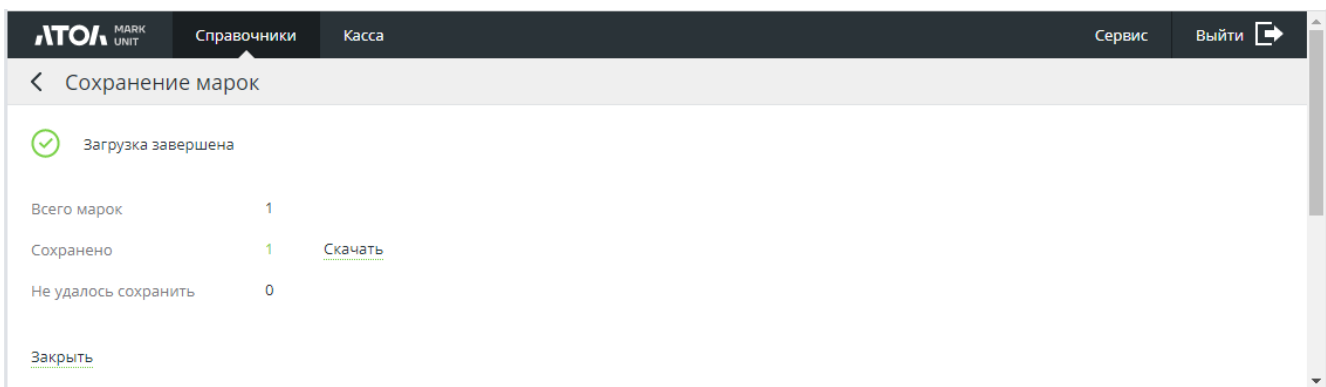 АТОЛ MARK UNIT Справочники Касса Сервис Выйти
Сохранение марок
Загрузка завершена
Всего марок 1
Сохранено 1 Скачать
Не удалось сохранить 0
Закрыть